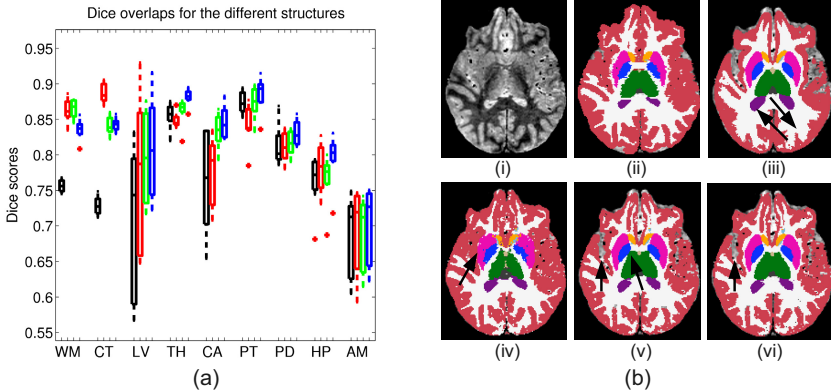 Dice overlaps for the different structures
Dice scores
0.95
0.9
0.85
0.8
0.75
0.7
0.65
0.6
0.55
WM CT LV TH CA PT PD HP AM
(a)
(i) (ii) (iii)
(iv) (v) (vi)
(b)